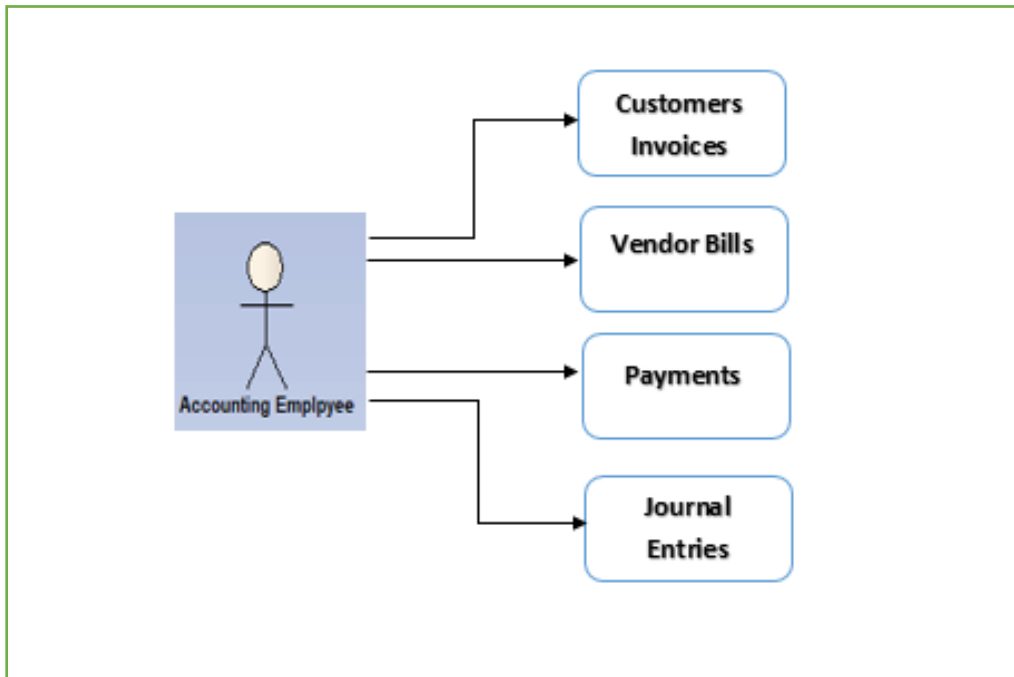 Customers
Invoices
Vendor Bills
Accounting Emplpyee
Payments
Journal
Entries